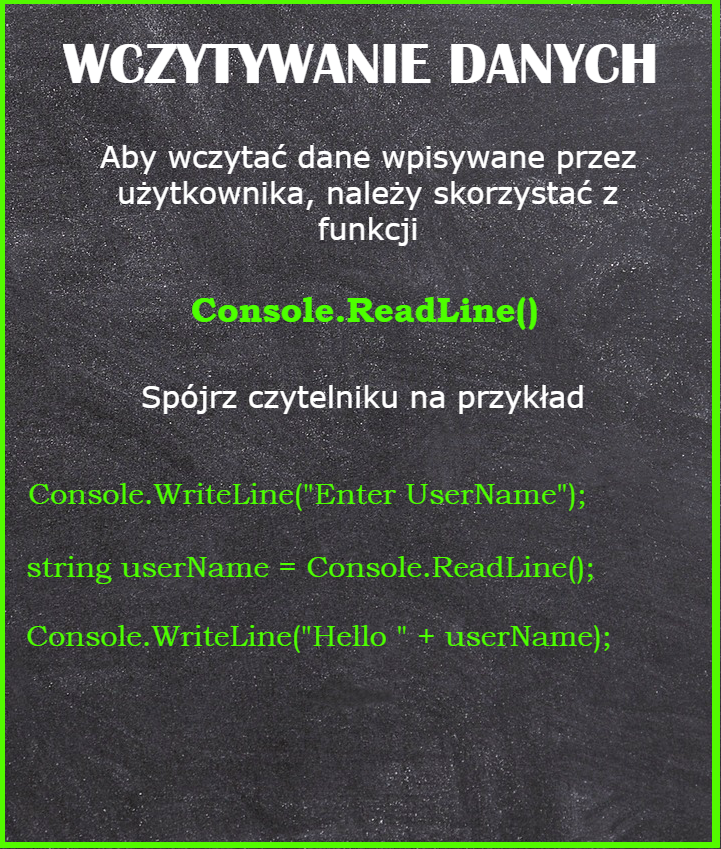 WCZYTYWANIE DANYCH
Aby wczytać dane wpisywane przez
użytkownika, należy skorzystać z
funkcji
Console.ReadLine()
Spójrz czytelniku na przykład
Console.WriteLine("Enter UserName");
string userName = Console.ReadLine();
Console.WriteLine("Hello " + userName);